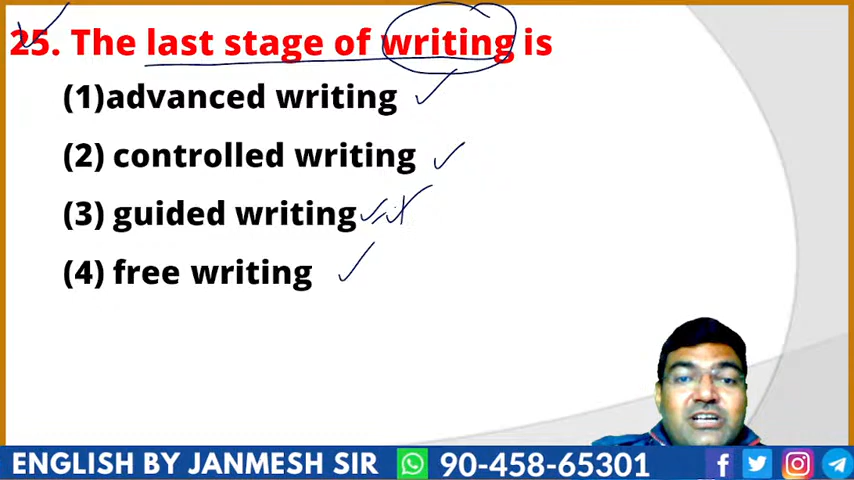 25. The last stage of writing is
(1)advanced writing
(2) controlled writing
(3) guided writing
(4) free writing
ENGLISH BY JANMESH SIR 90-458-65301